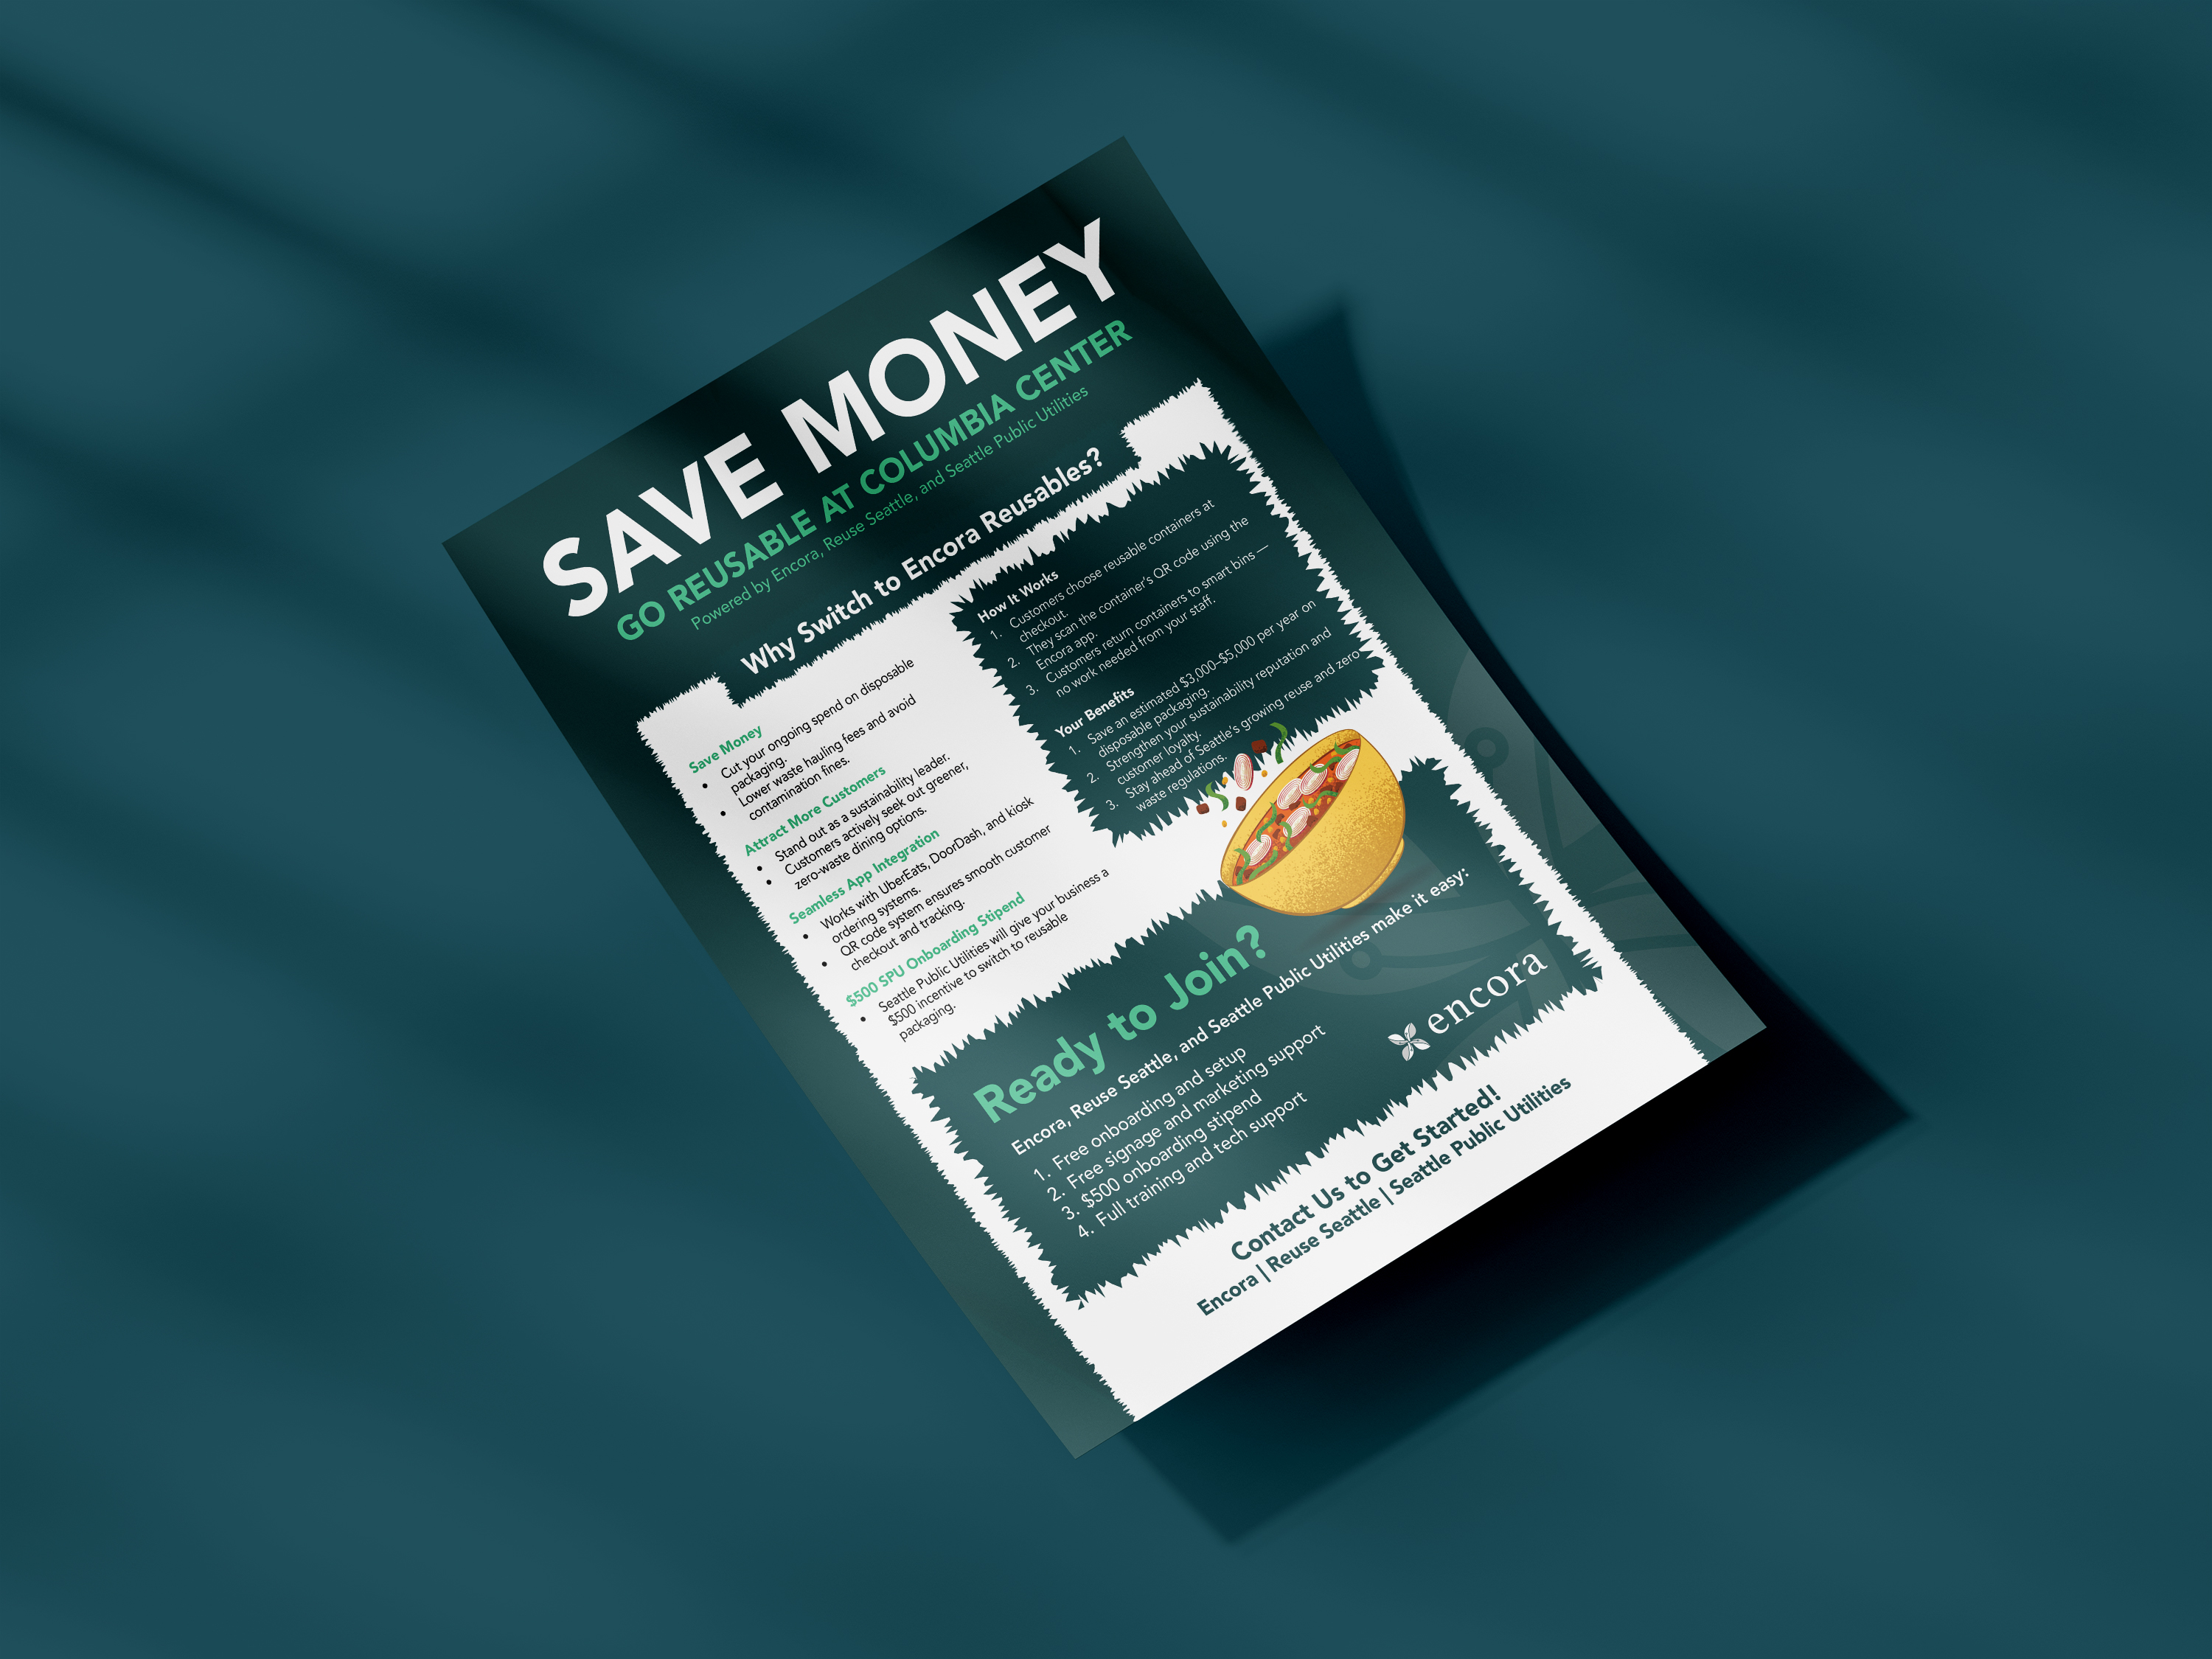 SAVE MONEY
GO REUSABLE AT COLUMBIA CENTER
Powered by Encora, Reuse Seattle, and Seattle Public Utilities
Why Switch to Encora Reusables?
Save Money
• Cut your ongoing spend on disposable
packaging.
• Lower waste hauling fees and avoid
contamination fines.
Attract More Customers
• Stand out as a sustainability leader.
• Customers actively seek out greener,
zero-waste dining options.
Seamless App Integration
• Works with UberEats, DoorDash, and kiosk
ordering systems.
• QR code system ensures smooth customer
checkout and tracking.
$500 SPU Onboarding Stipend
• Seattle Public Utilities will give your business a
$500 incentive to switch to reusable
packaging.
How It Works
1. Customers choose reusable containers at
checkout.
2. They scan the container's QR code using the
Encora app.
3. Customers return containers to smart bins —
no work needed from your staff.
Your Benefits
1. Save an estimated $3,000–$5,000 per year on
disposable packaging.
2. Strengthen your sustainability reputation and
customer loyalty.
3. Stay ahead of Seattle's growing reuse and zero
waste regulations.
Ready to Join?
Encora, Reuse Seattle, and Seattle Public Utilities make it easy:
1. Free onboarding and setup
2. Free signage and marketing support
3. $500 onboarding stipend
4. Full training and tech support
encora
Contact Us to Get Started!
Encora | Reuse Seattle | Seattle Public Utilities